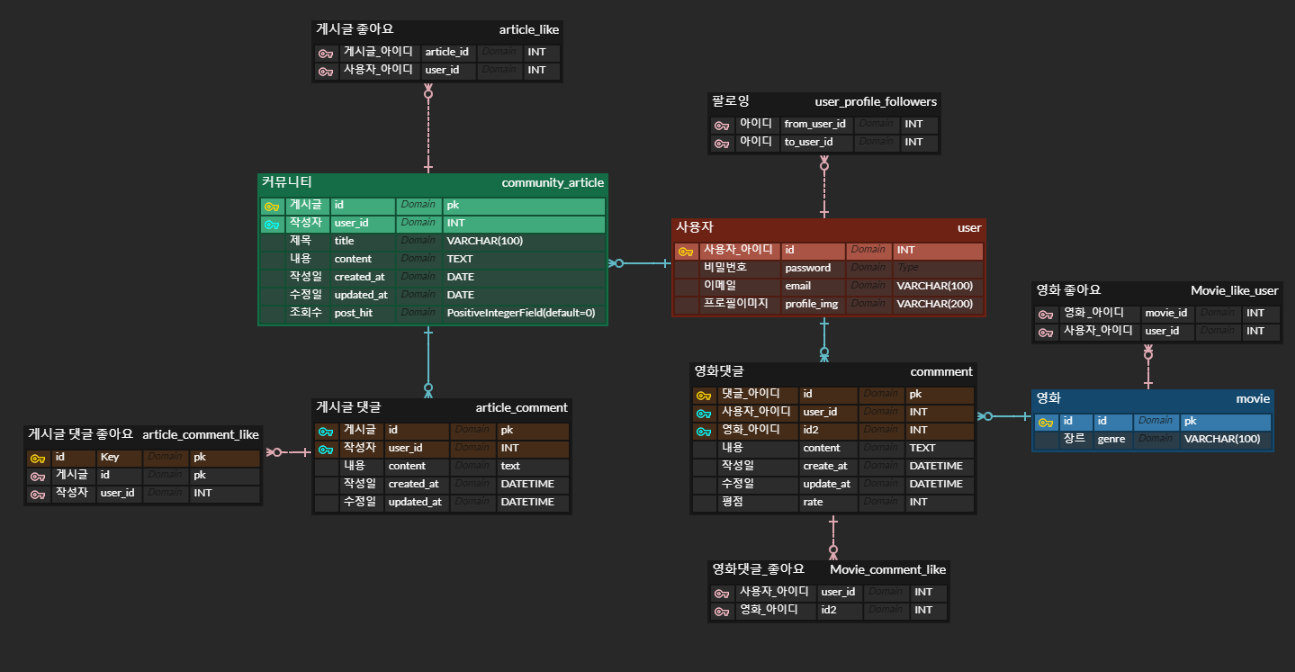 게시글 좋아요 article_like
게시글_아이디 article_id Domain INT
사용자_아이디 user_id Domain INT
팔로잉 user_profile_followers
아이디 from_user_id Domain INT
아이디 to_user_id Domain INT
커뮤니티 community_article
게시글 id Domain pk
작성자 user_id Domain INT
제목 title Domain VARCHAR(100)
내용 content Domain TEXT
작성일 created_at Domain DATE
수정일 updated_at Domain DATE
조회수 post_hit Domain PositiveIntegerField(default=0)
사용자 user
사용자_아이디 id Domain INT
비밀번호 password Domain Type
이메일 email Domain VARCHAR(100)
프로필이미지 profile_img Domain VARCHAR(200)
영화 좋아요 Movie_like_user
영화_아이디 movie_id Domain INT
사용자_아이디 user_id Domain INT
영화댓글 commment
댓글_아이디 id Domain pk
사용자_아이디 user_id Domain INT
영화_아이디 id2 Domain INT
내용 content Domain TEXT
작성일 create_at Domain DATETIME
수정일 update_at Domain DATETIME
평점 rate Domain INT
영화 movie
id id Domain pk
장르 genre Domain VARCHAR(100)
게시글 댓글 article_comment
게시글 id Domain pk
작성자 user_id Domain INT
내용 content Domain text
작성일 created_at Domain DATETIME
수정일 updated_at Domain DATETIME
게시글 댓글 좋아요 article_comment_like
id Key Domain pk
게시글 id Domain pk
작성자 user_id Domain INT
영화댓글_좋아요 Movie_comment_like
사용자_아이디 user_id Domain INT
영화_아이디 id2 Domain INT